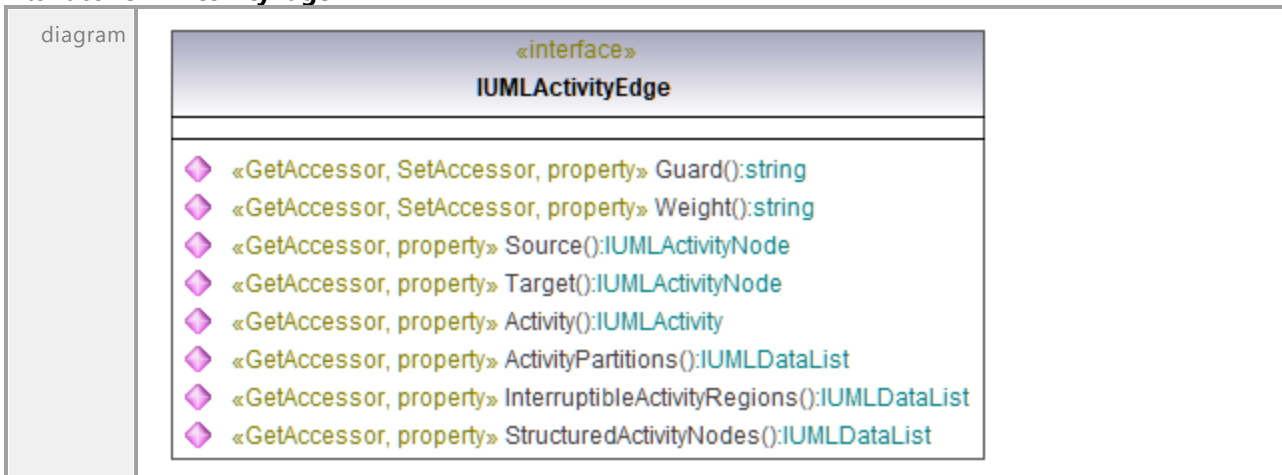 diagram
«interface»
IUMLActivityEdge
«GetAccessor, SetAccessor, property» Guard():string
«GetAccessor, SetAccessor, property» Weight():string
«GetAccessor, property» Source():IUMLActivityNode
«GetAccessor, property» Target():IUMLActivityNode
«GetAccessor, property» Activity():IUMLActivity
«GetAccessor, property» ActivityPartitions():IUMLDataList
«GetAccessor, property» InterruptibleActivityRegions():IUMLDataList
«GetAccessor, property» StructuredActivityNodes():IUMLDataList